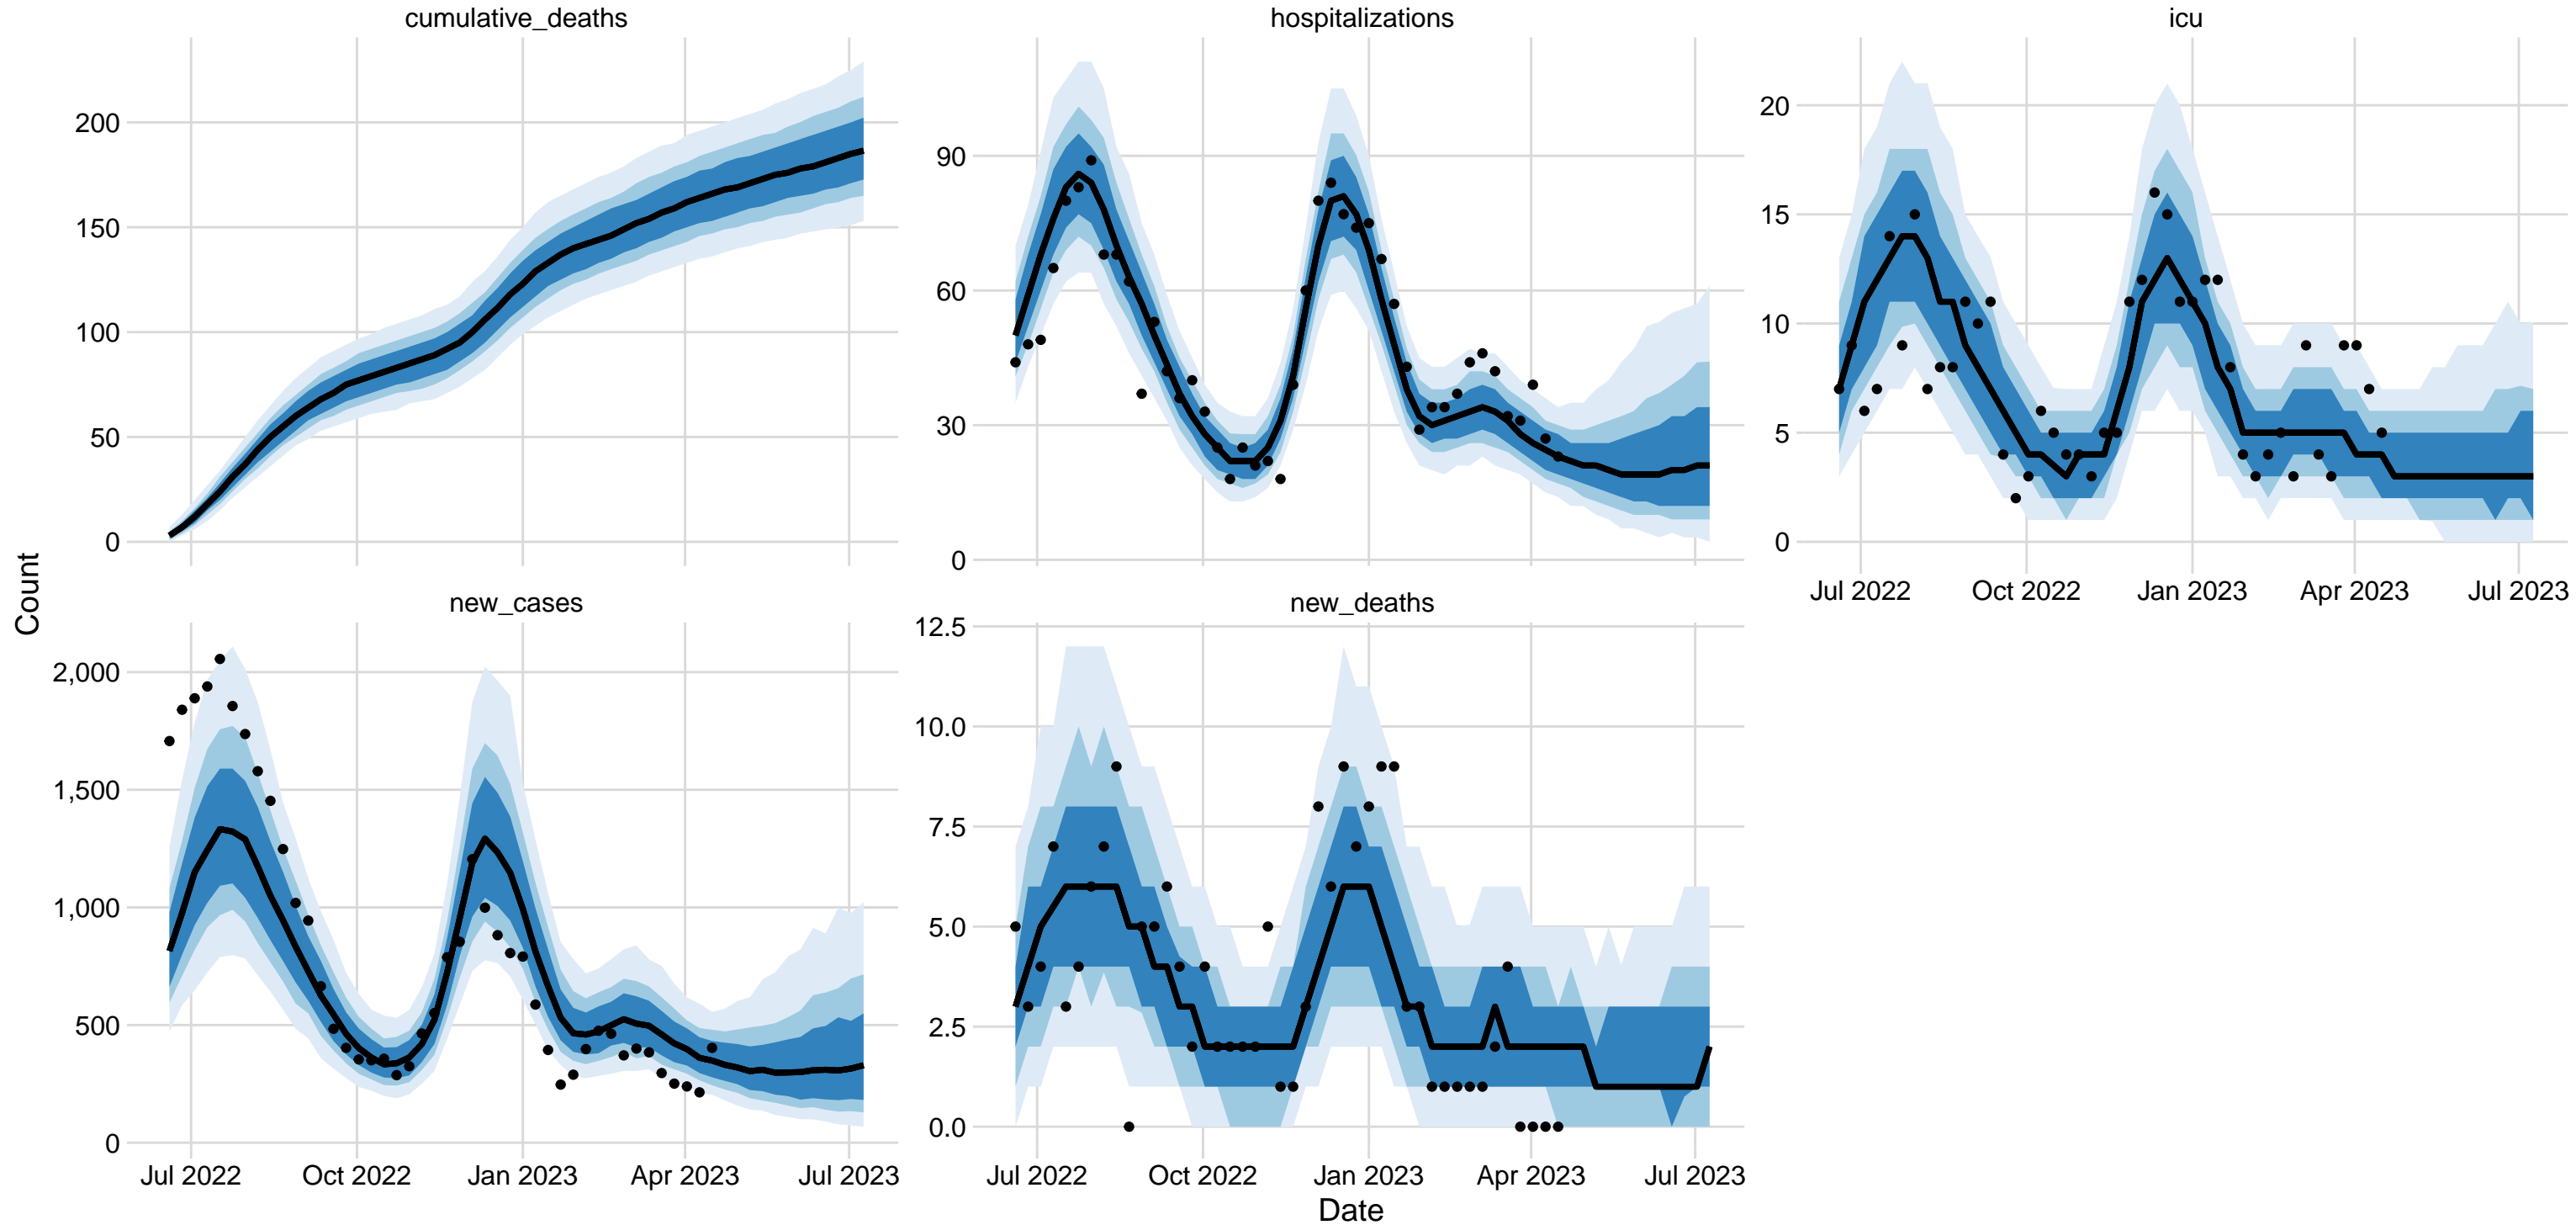 cumulative_deaths
hospitalizations
icu
200
150
100
50
0
90
60
30
0
20
15
10
5
0
Jul 2022 Oct 2022 Jan 2023 Apr 2023 Jul 2023
Count
new_cases
new_deaths
2,000
1,500
1,000
500
0
12.5
10.0
7.5
5.0
2.5
0.0
Jul 2022 Oct 2022 Jan 2023 Apr 2023 Jul 2023
Jul 2022 Oct 2022 Jan 2023 Apr 2023 Jul 2023
Date